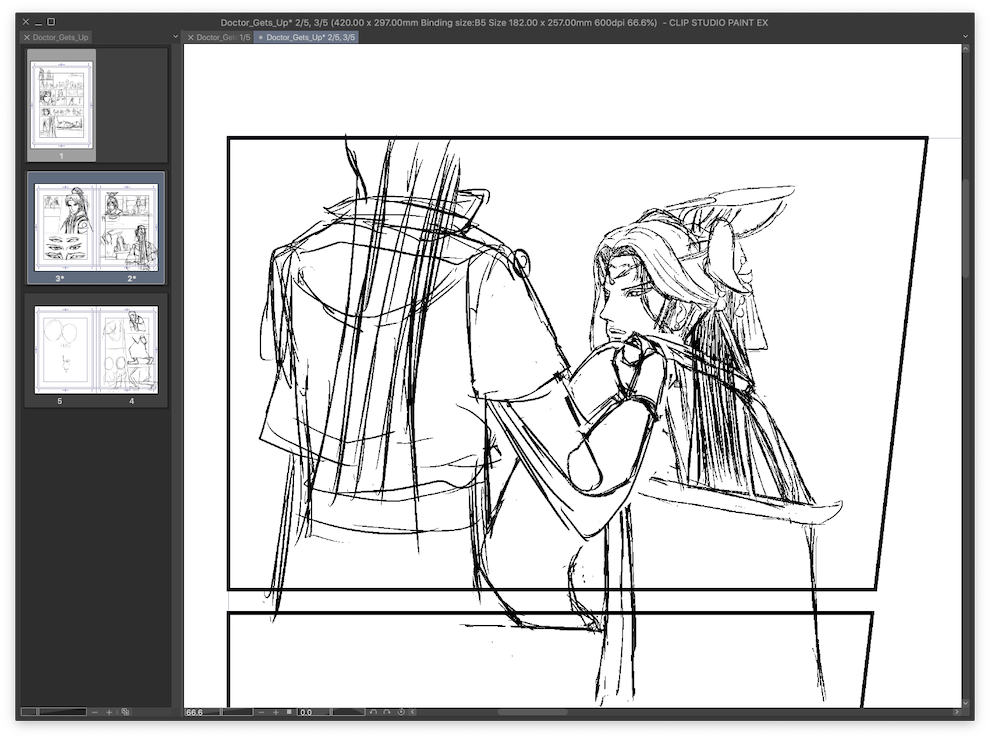 Doctor_Gets_Up* 2/5, 3/5 (420.00 x 297.00mm Binding size:B5 Size 182.00 x 257.00mm 600dpi 66.6%) - CLIP STUDIO PAINT EX
Doctor_Gets_Up
Doctor_Gets 1/5
Doctor_Gets_Up* 2/5, 3/5
1
3* 2*
5 4
66.6
0.0